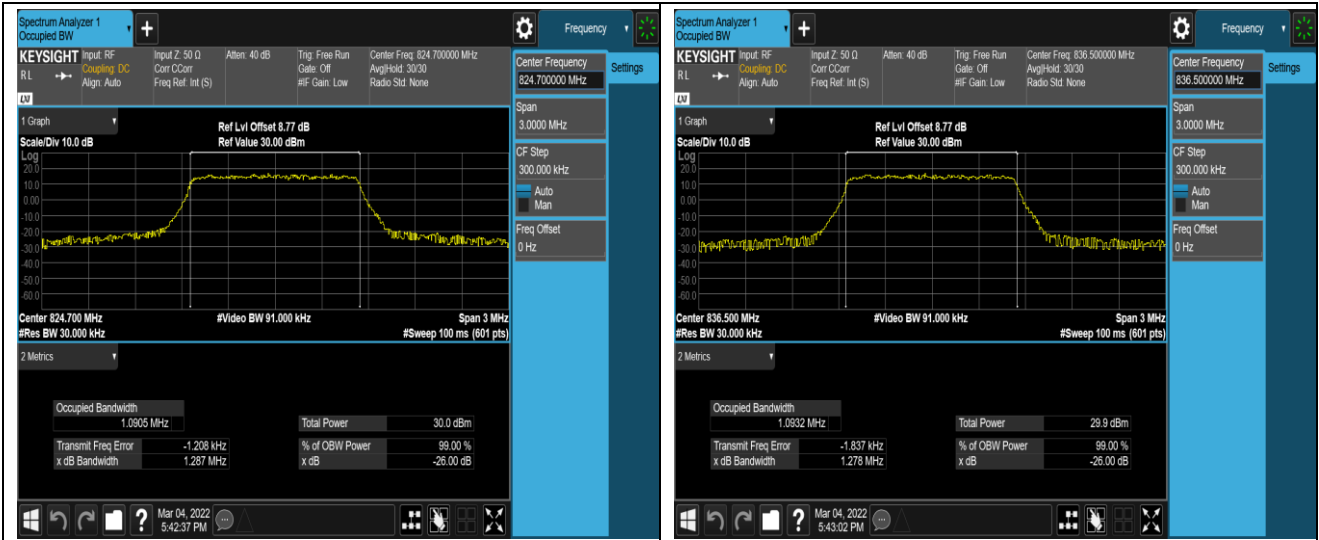 Spectrum Analyzer 1
Occupied BW
+
Frequency
KEYSIGHT
RL
Input: RF
Coupling: DC
Align: Auto
Input Z: 50 Ω
Corr CCorr
Freq Ref: Int (S)
Atten: 40 dB
Trig: Free Run
Gate: Off
#IF Gain: Low
Center Freq: 824.700000 MHz
Avg|Hold: 30/30
Radio Std: None
LXI
Center Frequency
824.700000 MHz
Settings
Span
3.0000 MHz
CF Step
300.000 kHz
Auto
Man
Freq Offset
0 Hz
1 Graph
Scale/Div 10.0 dB
Ref Lvl Offset 8.77 dB
Ref Value 30.00 dBm
Log
20.0
10.0
0.00
-10.0
-20.0
-30.0
-40.0
-50.0
-60.0
Center 824.700 MHz
#Video BW 91.000 kHz
Span 3 MHz
#Res BW 30.000 kHz
#Sweep 100 ms (601 pts)
2 Metrics
Occupied Bandwidth
1.0905 MHz
Total Power 30.0 dBm
Transmit Freq Error -1.208 kHz
% of OBW Power 99.00 %
x dB Bandwidth 1.287 MHz
x dB -26.00 dB
?
Mar 04, 2022
5:42:37 PM
Spectrum Analyzer 1
Occupied BW
+
Frequency
KEYSIGHT
RL
Input: RF
Coupling: DC
Align: Auto
Input Z: 50 Ω
Corr CCorr
Freq Ref: Int (S)
Atten: 40 dB
Trig: Free Run
Gate: Off
#IF Gain: Low
Center Freq: 836.500000 MHz
Avg|Hold: 30/30
Radio Std: None
LXI
Center Frequency
836.500000 MHz
Settings
Span
3.0000 MHz
CF Step
300.000 kHz
Auto
Man
Freq Offset
0 Hz
1 Graph
Scale/Div 10.0 dB
Ref Lvl Offset 8.77 dB
Ref Value 30.00 dBm
Log
20.0
10.0
0.00
-10.0
-20.0
-30.0
-40.0
-50.0
-60.0
Center 836.500 MHz
#Video BW 91.000 kHz
Span 3 MHz
#Res BW 30.000 kHz
#Sweep 100 ms (601 pts)
2 Metrics
Occupied Bandwidth
1.0932 MHz
Total Power 29.9 dBm
Transmit Freq Error -1.837 kHz
% of OBW Power 99.00 %
x dB Bandwidth 1.278 MHz
x dB -26.00 dB
?
Mar 04, 2022
5:43:02 PM